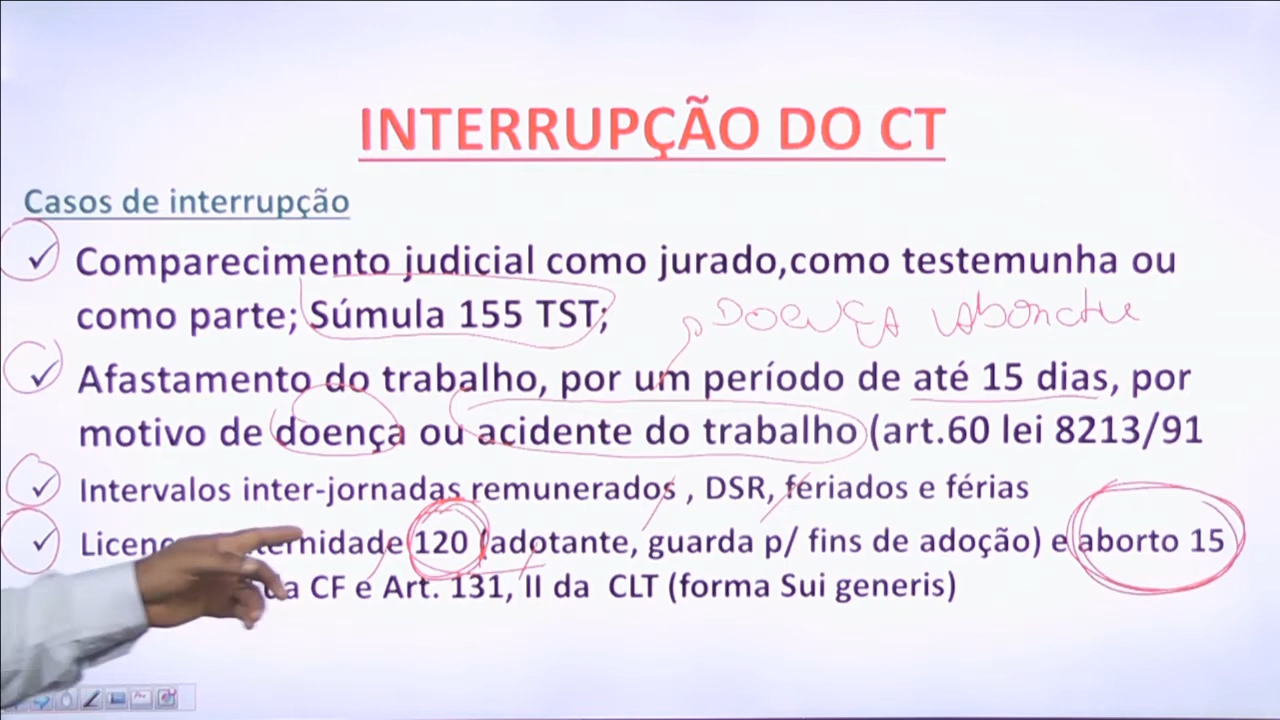 INTERRUPÇÃO DO CT
Casos de interrupção
✓ Comparecimento judicial como jurado,como testemunha ou
como parte; Súmula 155 TST;
DOENÇA
✓ Afastamento do trabalho, por um período de até 15 dias, por
motivo de doença ou acidente do trabalho (art.60 lei 8213/91
✓ Intervalos inter-jornadas remunerados , DSR, feriados e férias
✓ 120 (adotante, guarda p/ fins de adoção) e aborto 15
CF e Art. 131, II da CLT (forma Sui generis)